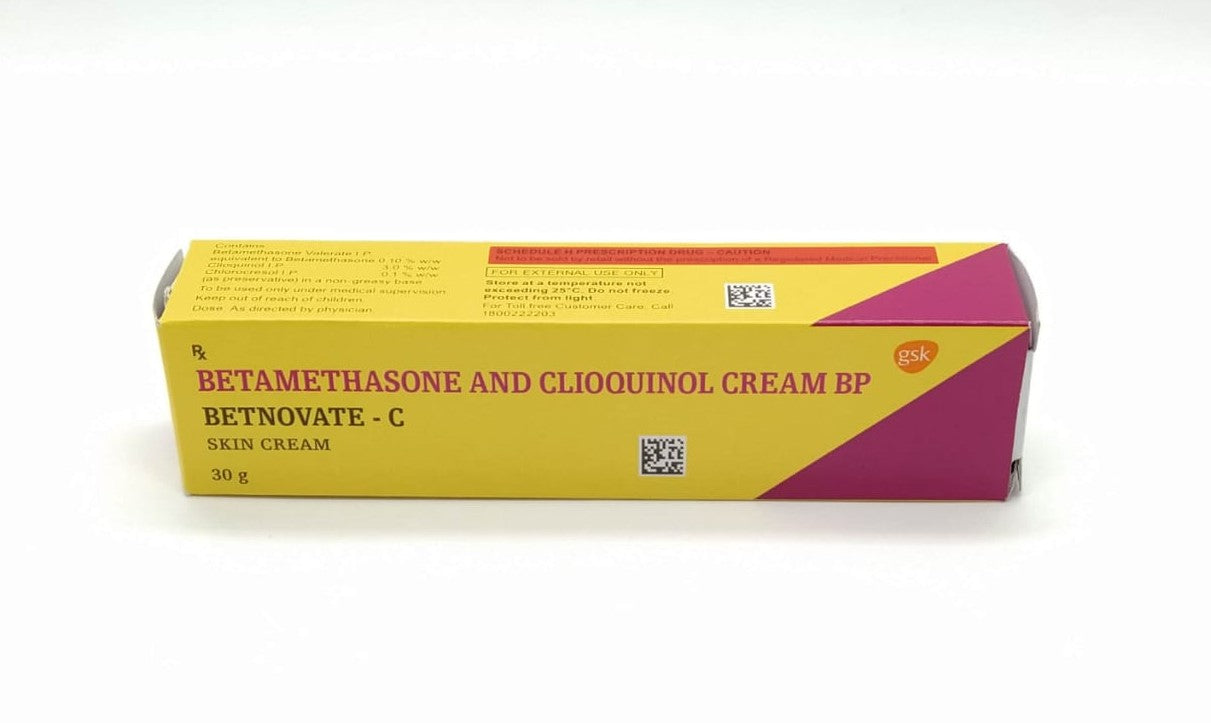 Contains
Betamethasone Valerate I.P.
equivalent to Betamethasone 0.10 % w/w
Clioquinol I.P. 3.0 % w/w
Chlorocresol I.P. 0.1 % w/w
(as preservative) in a non-greasy base
To be used only under medical supervision
Keep out of reach of children
Dose: As directed by physician
SCHEDULE H PRESCRIPTION DRUG - CAUTION
Not to be sold by retail without the prescription of a Registered Medical Practitioner
FOR EXTERNAL USE ONLY
Store at a temperature not
exceeding 25°C. Do not freeze.
Protect from light
For Toll free Customer Care, Call
1800222203
Rx
gsk
BETAMETHASONE AND CLIOQUINOL CREAM BP
BETNOVATE - C
SKIN CREAM
30 g